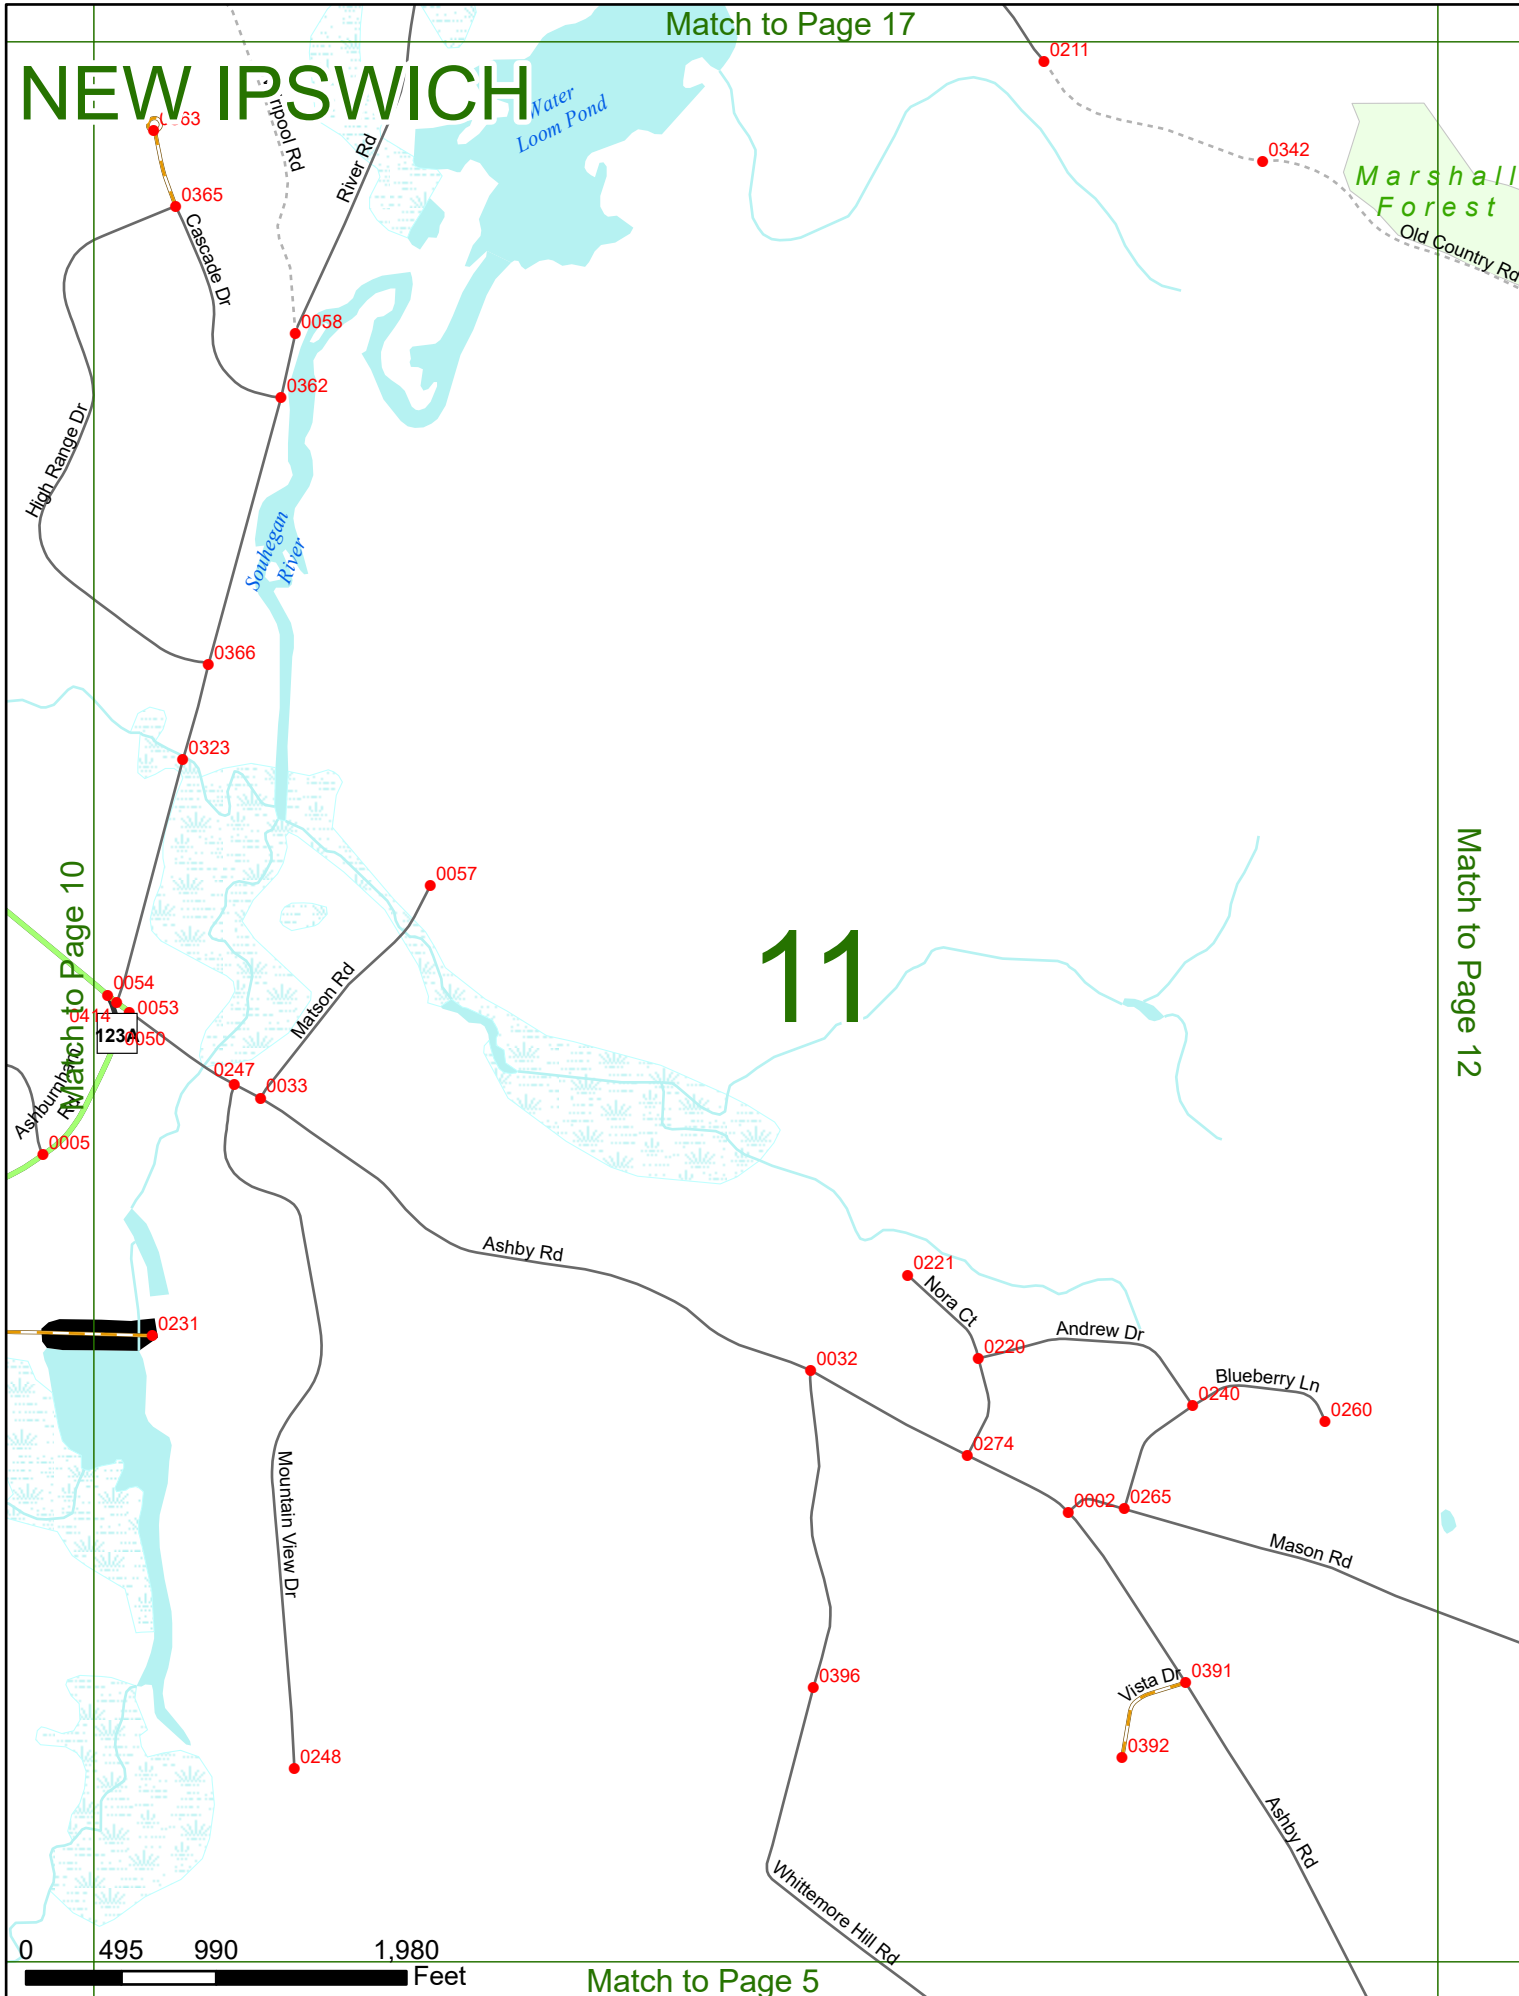 Match to Page 17
NEW IPSWICH
0211
Water
Loom Pond
River Rd
0342
Marshall
Forest
Old Country Rd
0365
Cascade Dr
0058
0362
High Range Dr
Souhegan
River
0366
0323
0057
Match to Page 10
Match to Page 12
11
Matson Rd
0054
0053
0414
123A
0050
0247
0033
Ashburnham
Rd
0005
Ashby Rd
0221
Nora Ct
0231
0220
Andrew Dr
0032
Blueberry Ln
0240
0260
0274
0002
0265
Mountain View Dr
Mason Rd
0396
Vista Dr
0391
0392
0248
Ashby Rd
Whittemore Hill Rd
0 495 990 1,980
Feet
Match to Page 5